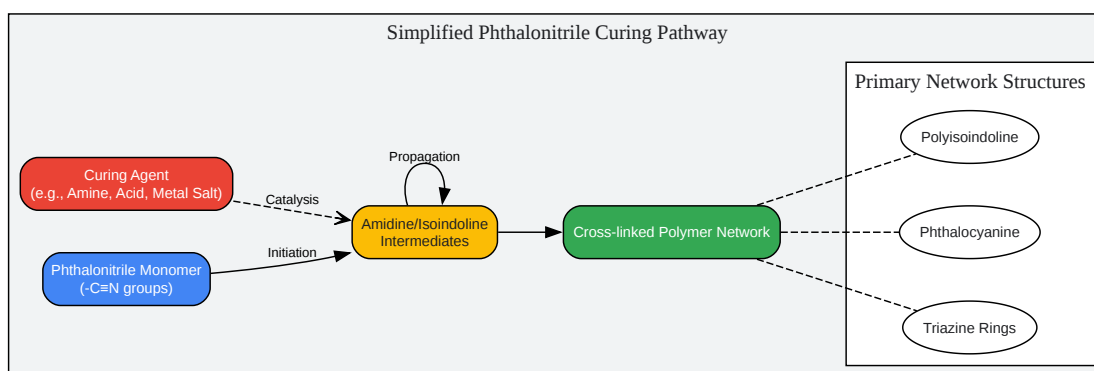 Simplified Phthalonitrile Curing Pathway
Primary Network Structures
Curing Agent
(e.g., Amine, Acid, Metal Salt)
Catalysis
Phthalonitrile Monomer
(-C≡N groups)
Initiation
Propagation
Amidine/Isoindoline
Intermediates
Cross-linked Polymer Network
Polyisoindoline
Phthalocyanine
Triazine Rings